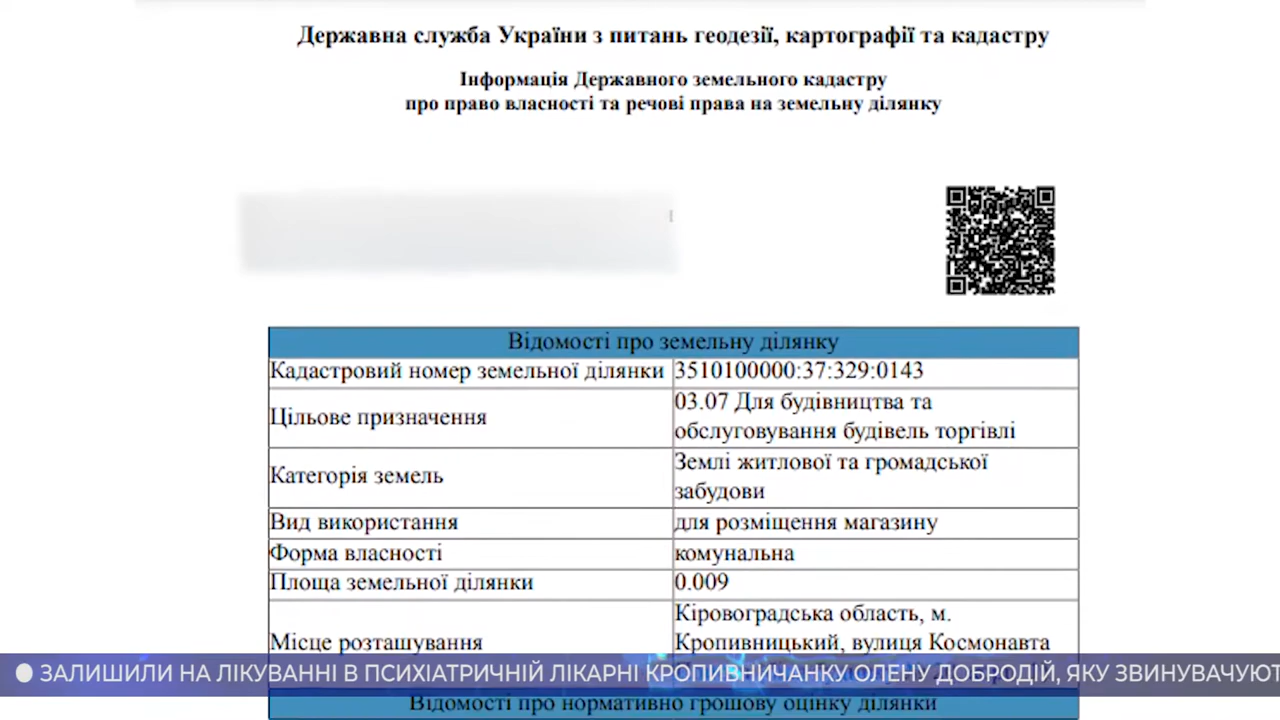 Державна служба України з питань геодезії, картографії та кадастру
Інформація Державного земельного кадастру
про право власності та речові права на земельну ділянку
Відомості про земельну ділянку
Кадастровий номер земельної ділянки 3510100000:37:329:0143
Цільове призначення 03.07 Для будівництва та
обслуговування будівель торгівлі
Категорія земель Землі житлової та громадської
забудови
Вид використання для розміщення магазину
Форма власності комунальна
Площа земельної ділянки 0.009
Місце розташування Кіровоградська область, м.
Кропивницький, вулиця Космонавта
ЗАЛИШИЛИ НА ЛІКУВАННІ В ПСИХІАТРИЧНІЙ ЛІКАРНІ КРОПИВНИЧАНКУ ОЛЕНУ ДОБРОДІЙ, ЯКУ ЗВИНУВАЧУЮТ
Відомості про нормативно грошову оцінку ділянки